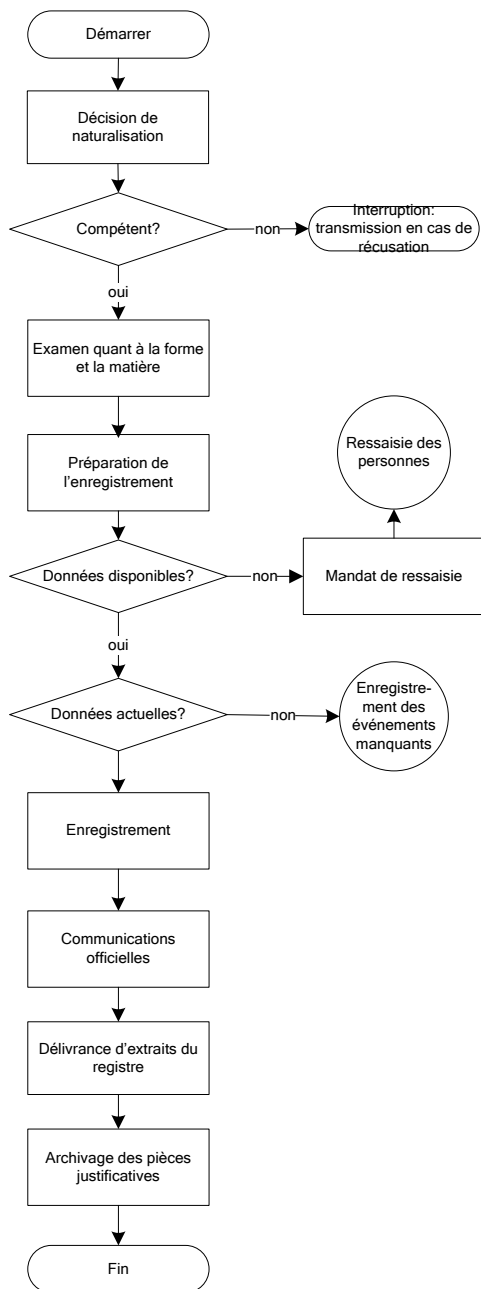 Démarrer
Décision de
naturalisation
Compétent?
non
Interruption:
transmission en cas de
récusation
oui
Examen quant à la forme
et la matière
Préparation de
l'enregistrement
Ressaisie des
personnes
Données disponibles?
non
Mandat de ressaisie
oui
Données actuelles?
non
Enregistre-
ment des
événements
manquants
Enregistrement
Communications
officielles
Délivrance d'extraits du
registre
Archivage des pièces
justificatives
Fin